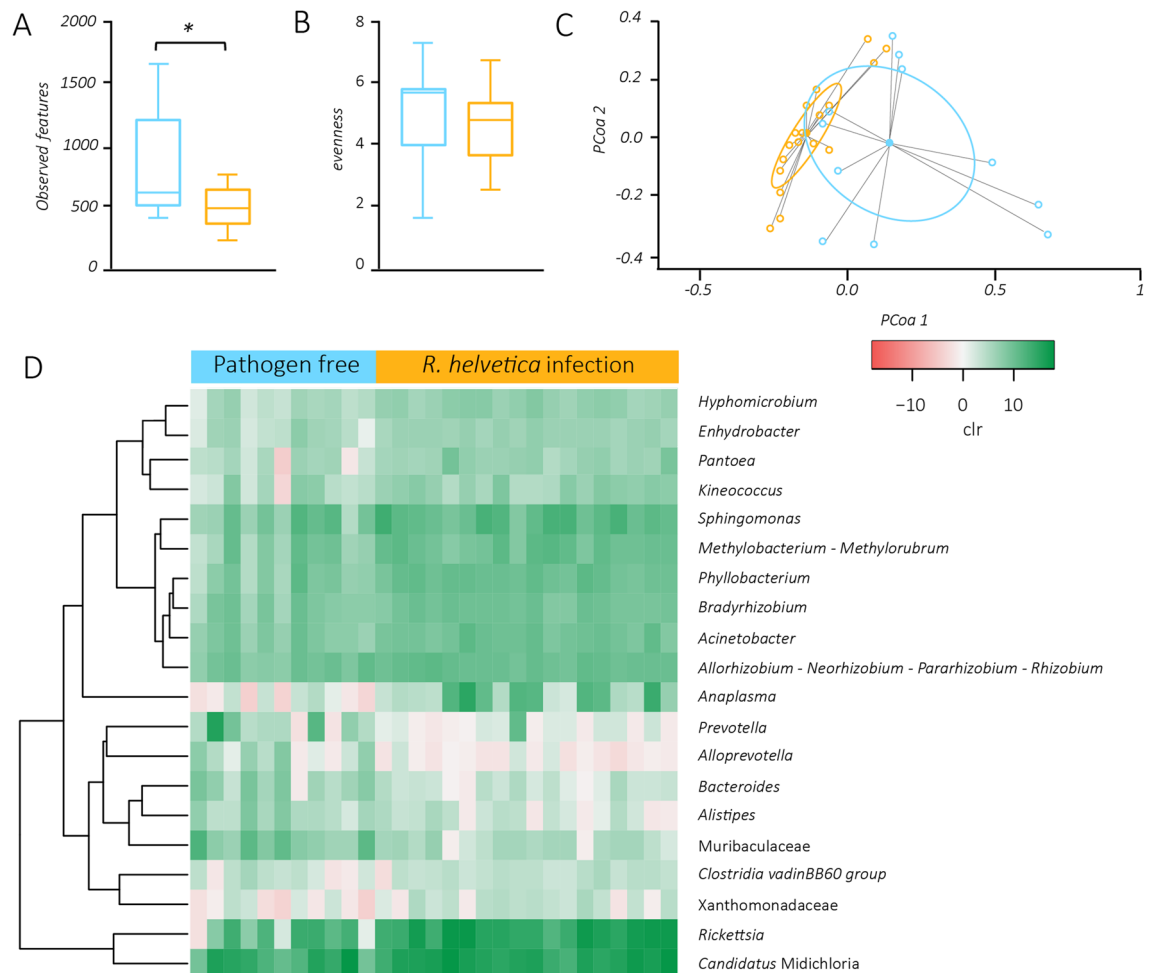 A
2000
1500
1000
500
0
Observed features
*
B
8
6
4
2
0
evenness
C
0.4
0.2
0.0
-0.2
-0.4
PCoa 2
-0.5
0.0
0.5
1
PCoa 1
−10
0
10
clr
D
Pathogen free
R. helvetica infection
Hyphomicrobium
Enhydrobacter
Pantoea
Kineococcus
Sphingomonas
Methylobacterium - Methylorubrum
Phyllobacterium
Bradyrhizobium
Acinetobacter
Allorhizobium - Neorhizobium - Pararhizobium - Rhizobium
Anaplasma
Prevotella
Alloprevotella
Bacteroides
Alistipes
Muribaculaceae
Clostridia vadinBB60 group
Xanthomonadaceae
Rickettsia
Candidatus Midichloria